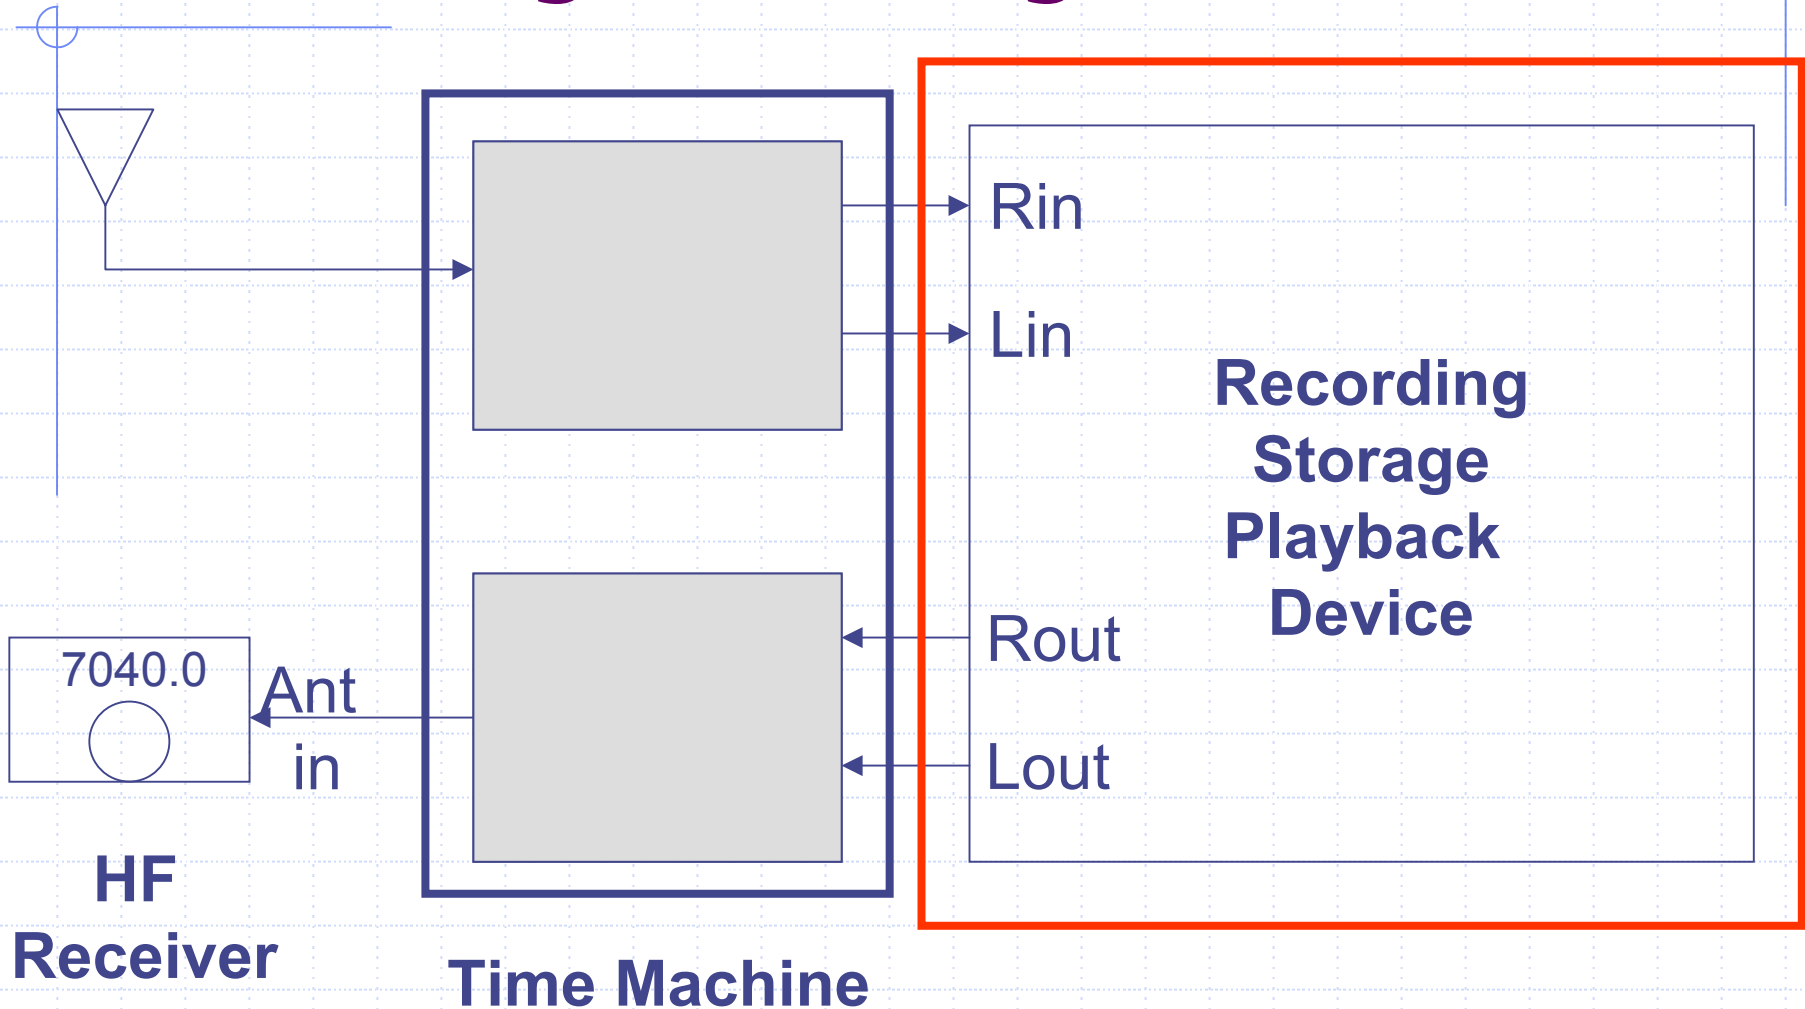 Rin
Lin
Recording
Storage
Playback
Device
Rout
Lout
7040.0
Ant
in
HF
Receiver
Time Machine